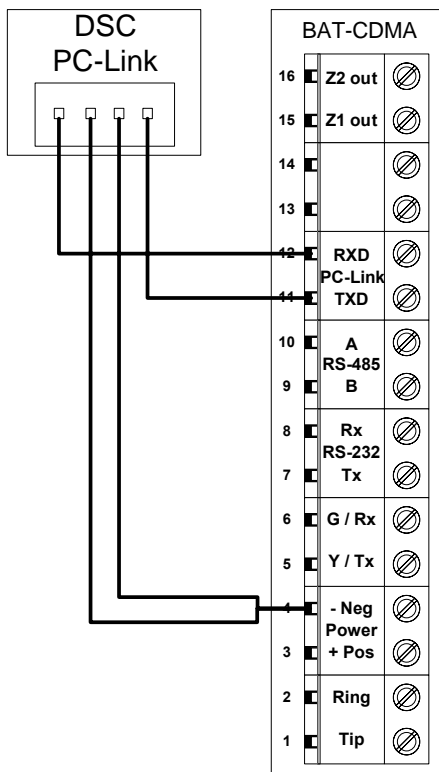 DSC
PC-Link
BAT-CDMA
16 Z2 out
15 Z1 out
14
13
12 RXD
PC-Link
11 TXD
10 A
RS-485
9 B
8 Rx
RS-232
7 Tx
6 G / Rx
5 Y / Tx
4 - Neg
Power
3 + Pos
2 Ring
1 Tip